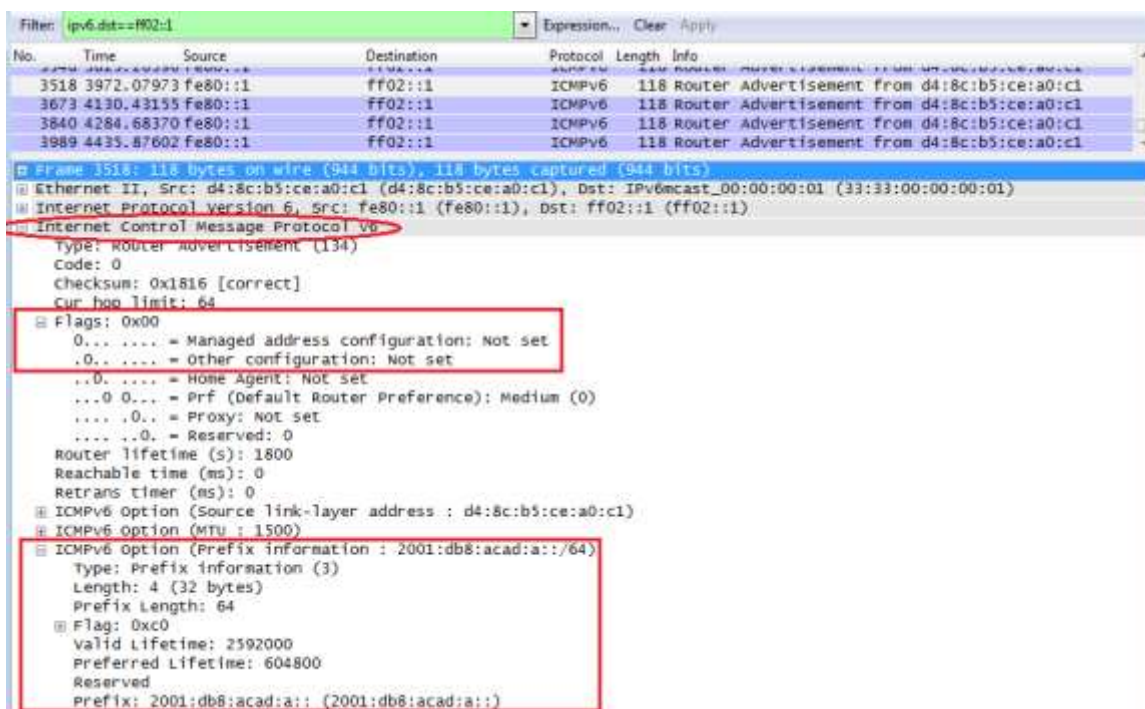 Filter: ipv6.dst==ff02::1 Expression... Clear Apply
No. Time Source Destination Protocol Length Info
3518 3972.07973 fe80::1 ff02::1 ICMPv6 118 Router Advertisement from d4:8c:b5:ce:a0:c1
3673 4130.43155 fe80::1 ff02::1 ICMPv6 118 Router Advertisement from d4:8c:b5:ce:a0:c1
3840 4284.68370 fe80::1 ff02::1 ICMPv6 118 Router Advertisement from d4:8c:b5:ce:a0:c1
3989 4435.87602 fe80::1 ff02::1 ICMPv6 118 Router Advertisement from d4:8c:b5:ce:a0:c1
Frame 3518: 118 bytes on wire (944 bits), 118 bytes captured (944 bits)
Ethernet II, Src: d4:8c:b5:ce:a0:c1 (d4:8c:b5:ce:a0:c1), Dst: IPv6mcast_00:00:00:01 (33:33:00:00:00:01)
Internet Protocol Version 6, Src: fe80::1 (fe80::1), Dst: ff02::1 (ff02::1)
Internet Control Message Protocol v6
Type: Router Advertisement (134)
Code: 0
Checksum: 0x1816 [correct]
Cur hop limit: 64
Flags: 0x00
0... .... = Managed address configuration: Not set
.0.. .... = Other configuration: Not set
..0. .... = Home Agent: Not set
...0 0... = Prf (Default Router Preference): Medium (0)
.... .0.. = Proxy: Not set
.... ..0. = Reserved: 0
Router lifetime (s): 1800
Reachable time (ms): 0
Retrans timer (ms): 0
ICMPv6 Option (Source link-layer address : d4:8c:b5:ce:a0:c1)
ICMPv6 Option (MTU : 1500)
ICMPv6 Option (Prefix information : 2001:db8:acad:a::/64)
Type: Prefix information (3)
Length: 4 (32 bytes)
Prefix Length: 64
Flag: 0xc0
Valid Lifetime: 2592000
Preferred Lifetime: 604800
Reserved
Prefix: 2001:db8:acad:a:: (2001:db8:acad:a::)